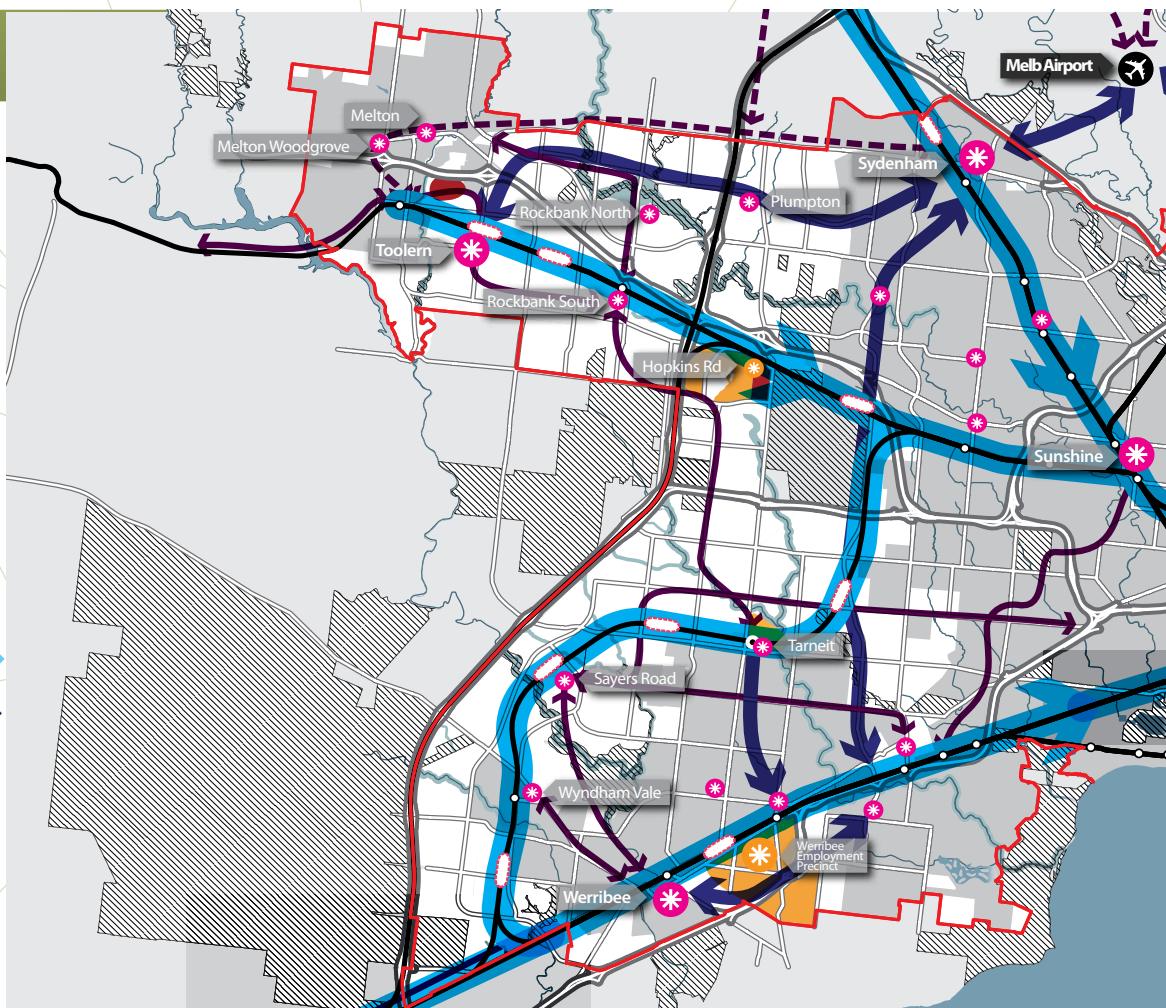 Melb Airport
Melton
Melton Woodgrove
Sydenham
Rockbank North
Plumpton
Toolern
Rockbank South
Hopkins Rd
Sunshine
Tarneit
Sayers Road
Wyndham Vale
Werribee
Employment
Precinct
Werribee